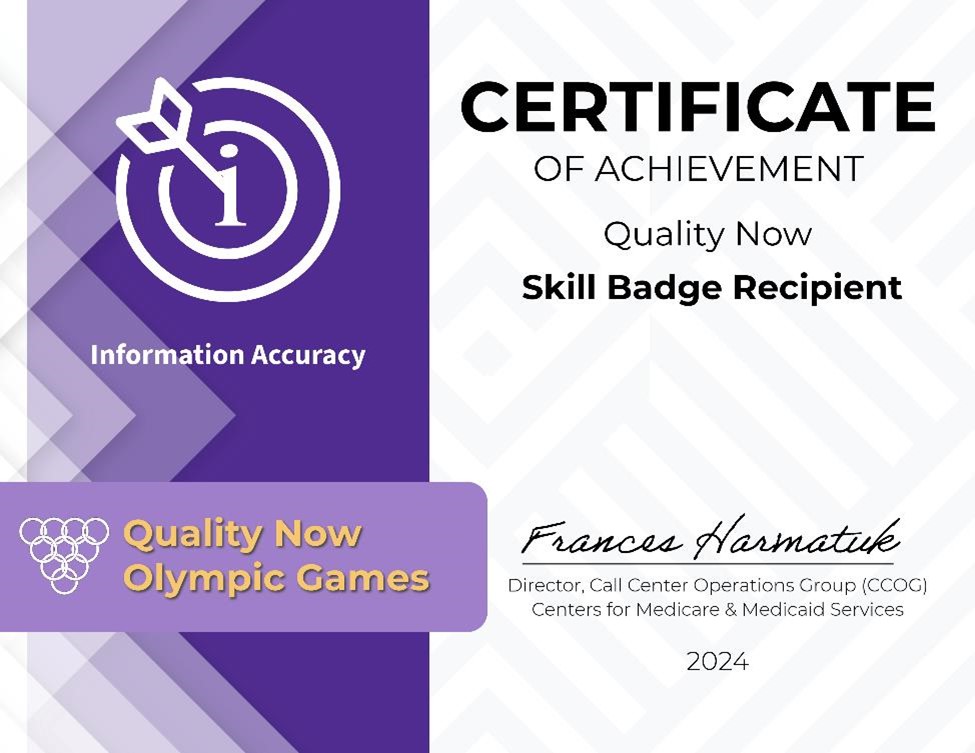 i
Information Accuracy
Quality Now
Olympic Games
CERTIFICATE
OF ACHIEVEMENT
Quality Now
Skill Badge Recipient
Frances Harmatuk
Director, Call Center Operations Group (CCOG)
Centers for Medicare & Medicaid Services
2024